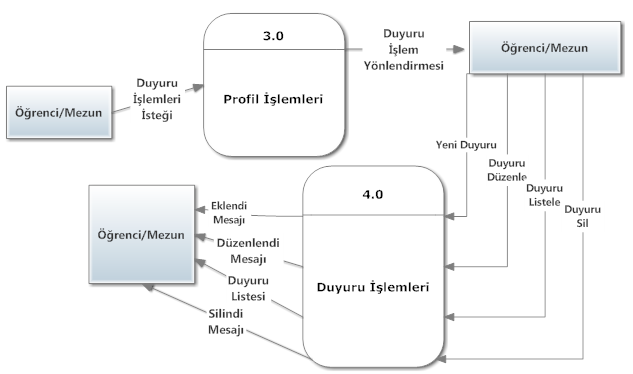 3.0
Profil İşlemleri
Duyuru
İşlem
Yönlendirmesi
Öğrenci/Mezun
Öğrenci/Mezun
Duyuru
İşlemleri
İsteği
Yeni Duyuru
Duyuru
Düzenle
Duyuru
Listele
Duyuru
Sil
4.0
Duyuru İşlemleri
Öğrenci/Mezun
Eklendi
Mesajı
Düzenlendi
Mesajı
Duyuru
Listesi
Silindi
Mesajı